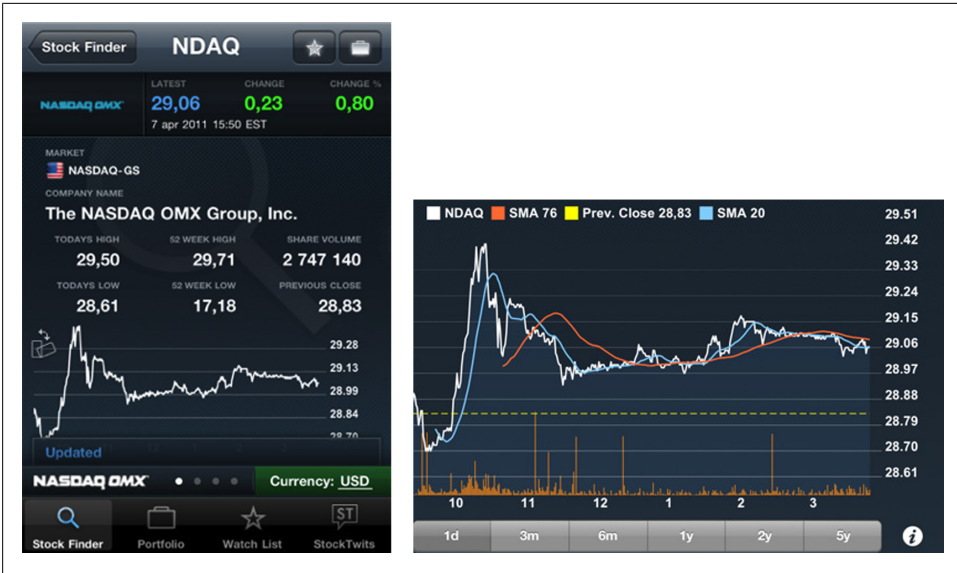 Stock Finder NDAQ
LATEST CHANGE CHANGE %
NASDAQ OMX 29,06 0,23 0,80
7 apr 2011 15:50 EST
MARKET
NASDAQ-GS
COMPANY NAME
The NASDAQ OMX Group, Inc.
TODAYS HIGH 52 WEEK HIGH SHARE VOLUME
29,50 29,71 2 747 140
TODAYS LOW 52 WEEK LOW PREVIOUS CLOSE
28,61 17,18 28,83
29.28
29.13
28.99
28.84
28.70
Updated
NASDAQ OMX Currency: USD
ST
Stock Finder Portfolio Watch List StockTwits
NDAQ SMA 76 Prev. Close 28,83 SMA 20
29.51
29.42
29.33
29.24
29.15
29.06
28.97
28.88
28.79
28.70
28.61
10 11 12 1 2 3
1d 3m 6m 1y 2y 5y i